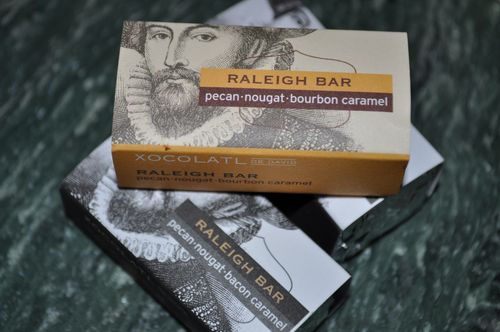 RALEIGH BAR
pecan·nougat·bourbon caramel
XOCOLATL DE DAVID
RALEIGH BAR
pecan·nougat·bourbon caramel
RALEIGH BAR
pecan·nougat·bacon caramel